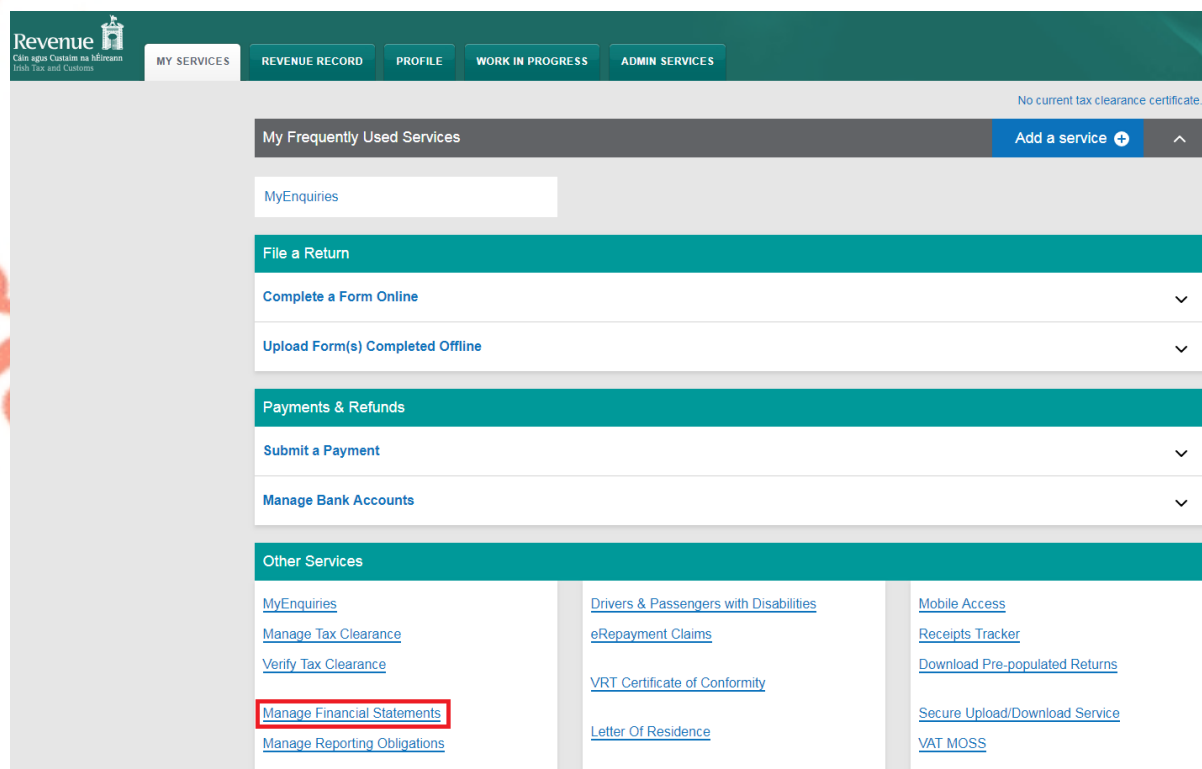 Revenue
Cáin agus Custaim na hÉireann
Irish Tax and Customs
MY SERVICES
REVENUE RECORD
PROFILE
WORK IN PROGRESS
ADMIN SERVICES
No current tax clearance certificate.
My Frequently Used Services
Add a service
MyEnquiries
File a Return
Complete a Form Online
Upload Form(s) Completed Offline
Payments & Refunds
Submit a Payment
Manage Bank Accounts
Other Services
MyEnquiries
Manage Tax Clearance
Verify Tax Clearance
Manage Financial Statements
Manage Reporting Obligations
Drivers & Passengers with Disabilities
eRepayment Claims
VRT Certificate of Conformity
Letter Of Residence
Mobile Access
Receipts Tracker
Download Pre-populated Returns
Secure Upload/Download Service
VAT MOSS